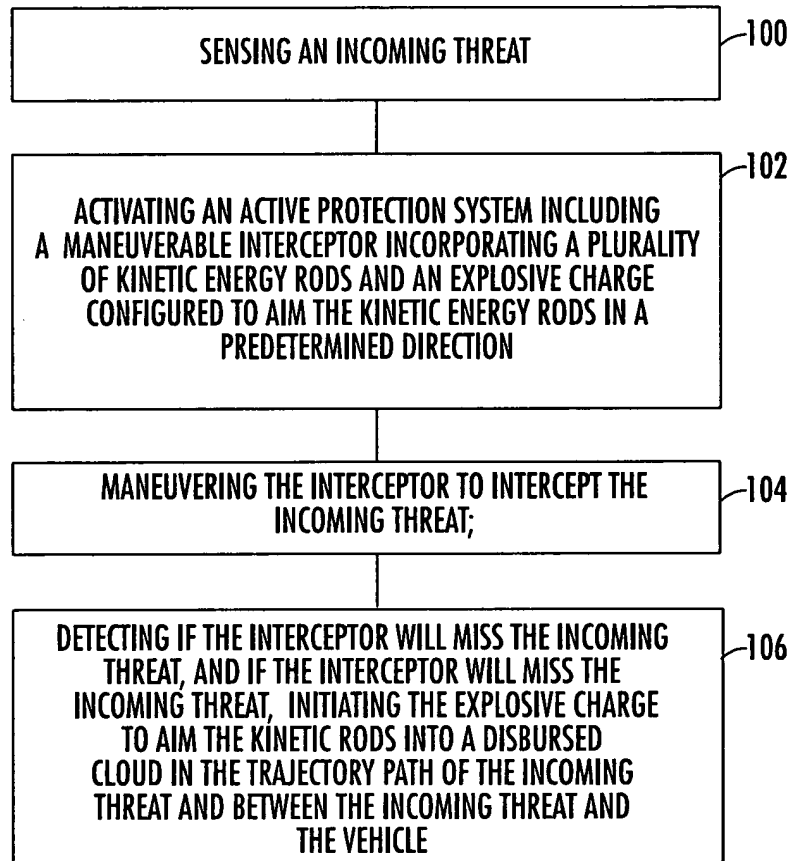 SENSING AN INCOMING THREAT
100
102
ACTIVATING AN ACTIVE PROTECTION SYSTEM INCLUDING
A MANEUVERABLE INTERCEPTOR INCORPORATING A PLURALITY
OF KINETIC ENERGY RODS AND AN EXPLOSIVE CHARGE
CONFIGURED TO AIM THE KINETIC ENERGY RODS IN A
PREDETERMINED DIRECTION
MANEUVERING THE INTERCEPTOR TO INTERCEPT THE
INCOMING THREAT;
104
DETECTING IF THE INTERCEPTOR WILL MISS THE INCOMING
THREAT, AND IF THE INTERCEPTOR WILL MISS THE
INCOMING THREAT, INITIATING THE EXPLOSIVE CHARGE
TO AIM THE KINETIC RODS INTO A DISBURSED
CLOUD IN THE TRAJECTORY PATH OF THE INCOMING
THREAT AND BETWEEN THE INCOMING THREAT AND
THE VEHICLE
106